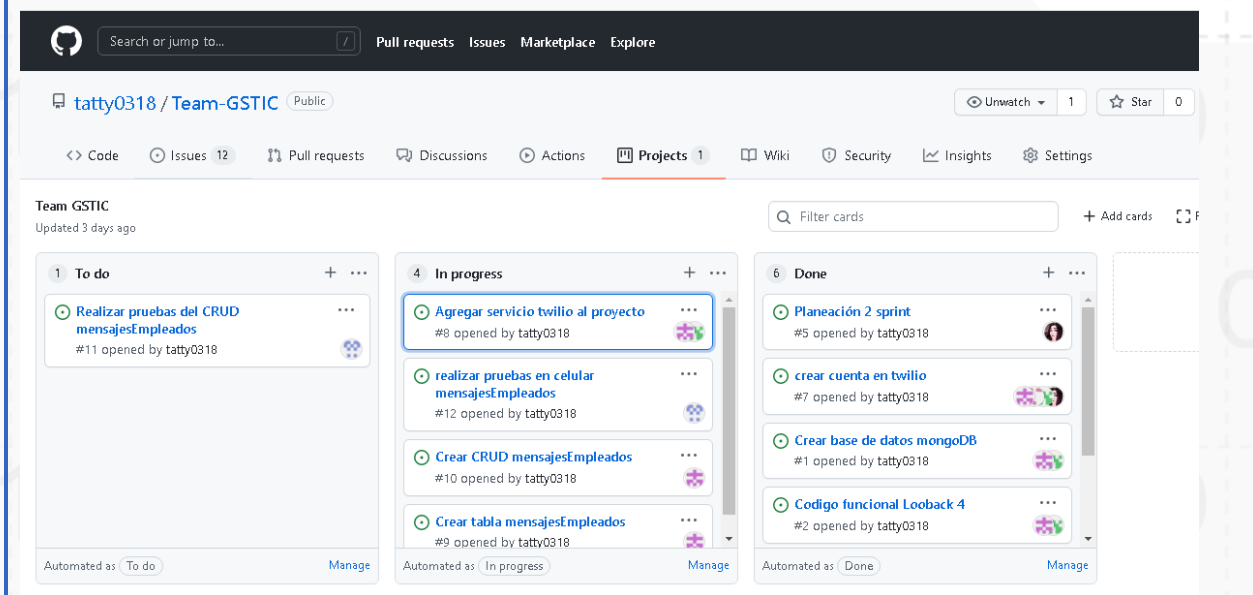 Search or jump to... /
Pull requests Issues Marketplace Explore
tatty0318 / Team-GSTIC Public
Unwatch 1 Star 0
Code Issues 12 Pull requests Discussions Actions Projects 1 Wiki Security Insights Settings
Team GSTIC
Updated 3 days ago
Filter cards
Add cards
1 To do
Realizar pruebas del CRUD
mensajesEmpleados
#11 opened by tatty0318
Automated as To do Manage
4 In progress
Agregar servicio twilio al proyecto
#8 opened by tatty0318
realizar pruebas en celular
mensajesEmpleados
#12 opened by tatty0318
Crear CRUD mensajesEmpleados
#10 opened by tatty0318
Crear tabla mensajesEmpleados
#9 opened by tatty0318
Automated as In progress Manage
6 Done
Planeación 2 sprint
#5 opened by tatty0318
crear cuenta en twilio
#7 opened by tatty0318
Crear base de datos mongoDB
#1 opened by tatty0318
Codigo funcional Looback 4
#2 opened by tatty0318
Automated as Done Manage